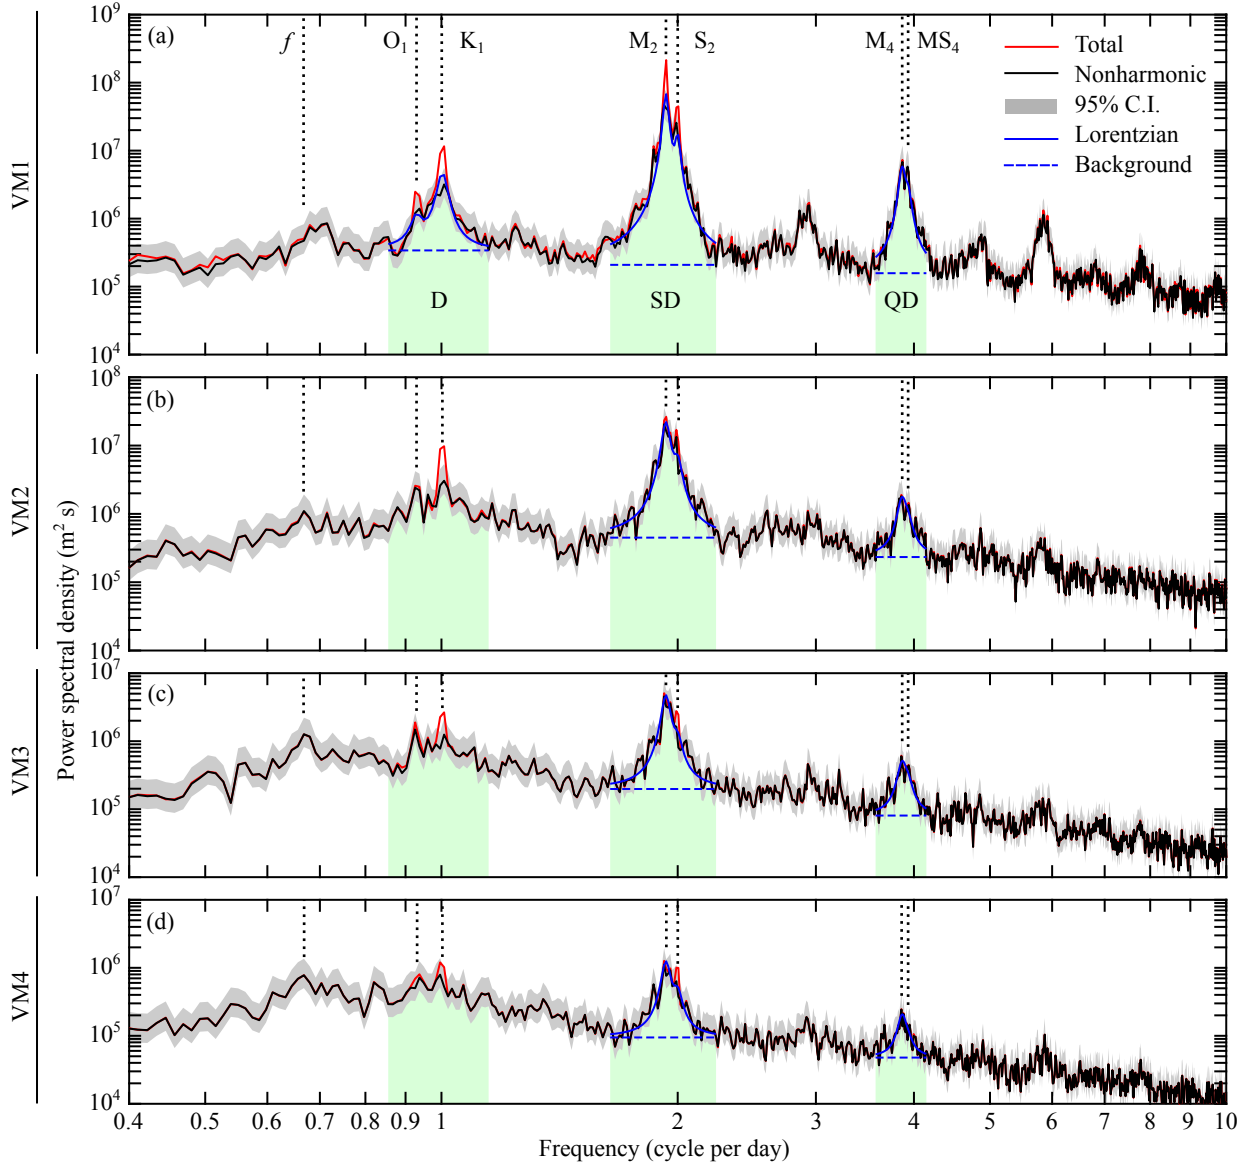 (a)
f
O₁
K₁
M₂
S₂
M₄
MS₄
Total
Nonharmonic
95% C.I.
Lorentzian
Background
D
SD
QD
10⁹
10⁸
10⁷
10⁶
10⁵
10⁴
VM1
(b)
10⁸
10⁷
10⁶
10⁵
10⁴
VM2
(c)
10⁷
10⁶
10⁵
10⁴
VM3
(d)
10⁷
10⁶
10⁵
10⁴
VM4
Power spectral density (m² s)
0.4 0.5 0.6 0.7 0.8 0.9 1 2 3 4 5 6 7 8 9 10
Frequency (cycle per day)